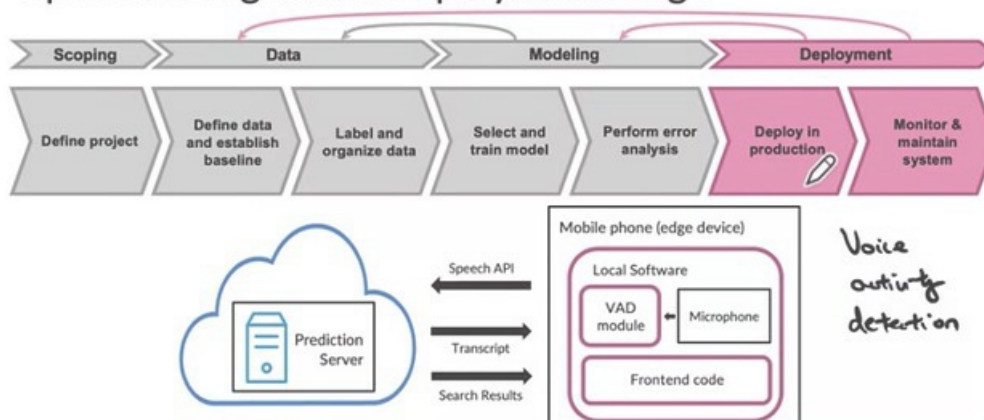 Scoping
Data
Modeling
Deployment
Define project
Define data
and establish
baseline
Label and
organize data
Select and
train model
Perform error
analysis
Deploy in
production
Monitor &
maintain
system
Prediction
Server
Speech API
Transcript
Search Results
Mobile phone (edge device)
Local Software
VAD
module
Microphone
Frontend code
Voice
activity
detection